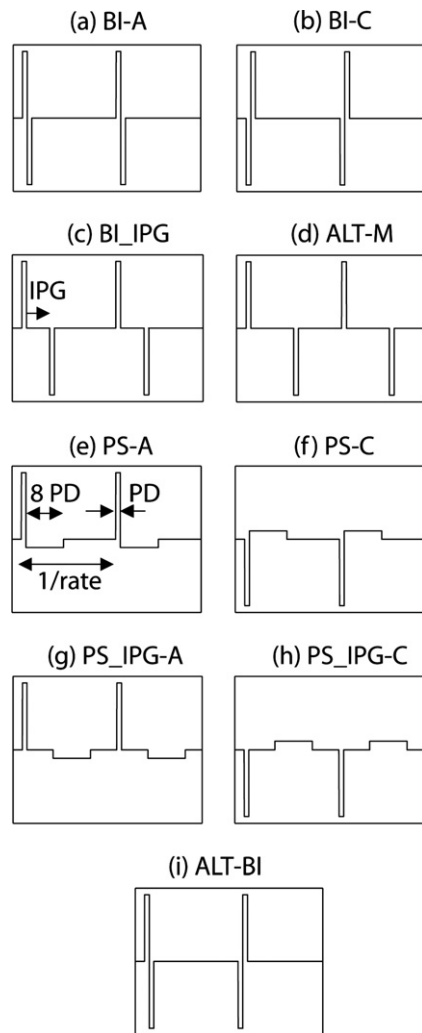 (a) BI-A
(b) BI-C
(c) BI_IPG
(d) ALT-M
IPG
(e) PS-A
(f) PS-C
8 PD
PD
1/rate
(g) PS_IPG-A
(h) PS_IPG-C
(i) ALT-BI